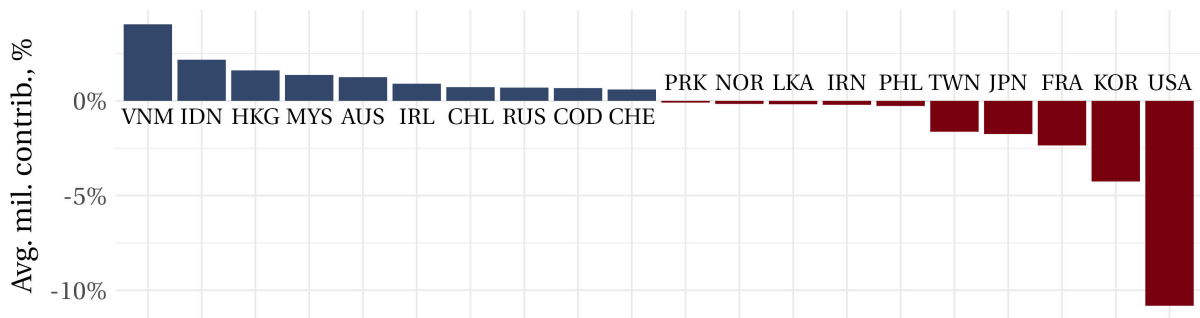 Avg. mil. contrib., %
0%
-5%
-10%
VNM IDN HKG MYS AUS IRL CHL RUS COD CHE
PRK NOR LKA IRN PHL TWN JPN FRA KOR USA